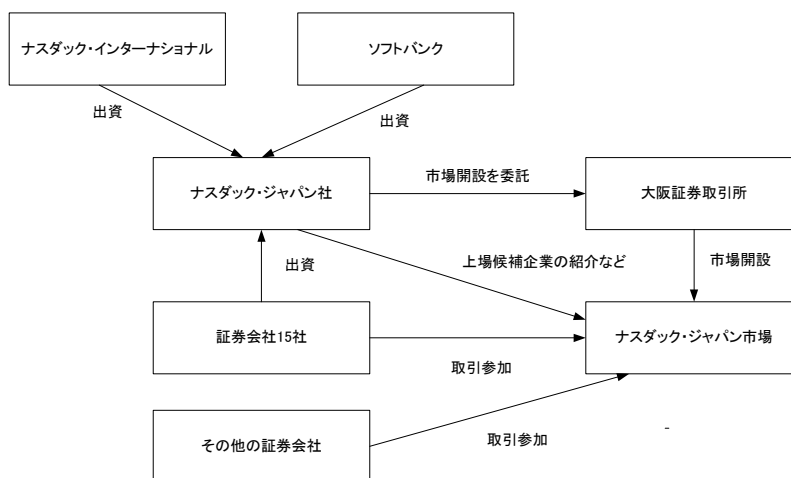 ナスダック・インターナショナル
ソフトバンク
出資
出資
ナスダック・ジャパン社
市場開設を委託
大阪証券取引所
出資
上場候補企業の紹介など
市場開設
証券会社15社
ナスダック・ジャパン市場
取引参加
その他の証券会社
取引参加
-